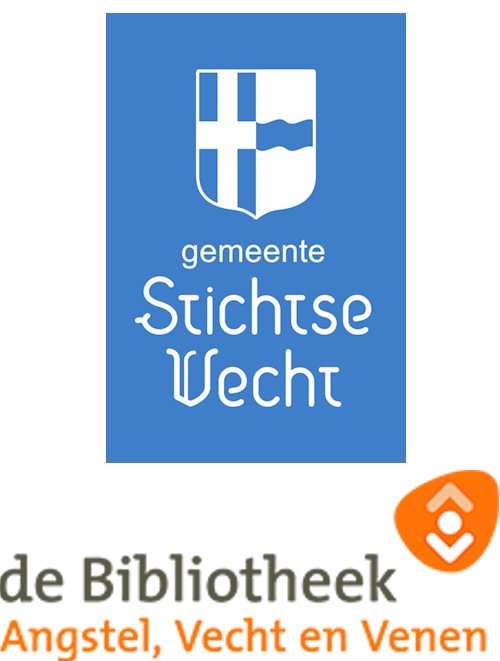 gemeente
Stichtse
Vecht
de Bibliotheek
Angstel, Vecht en Venen